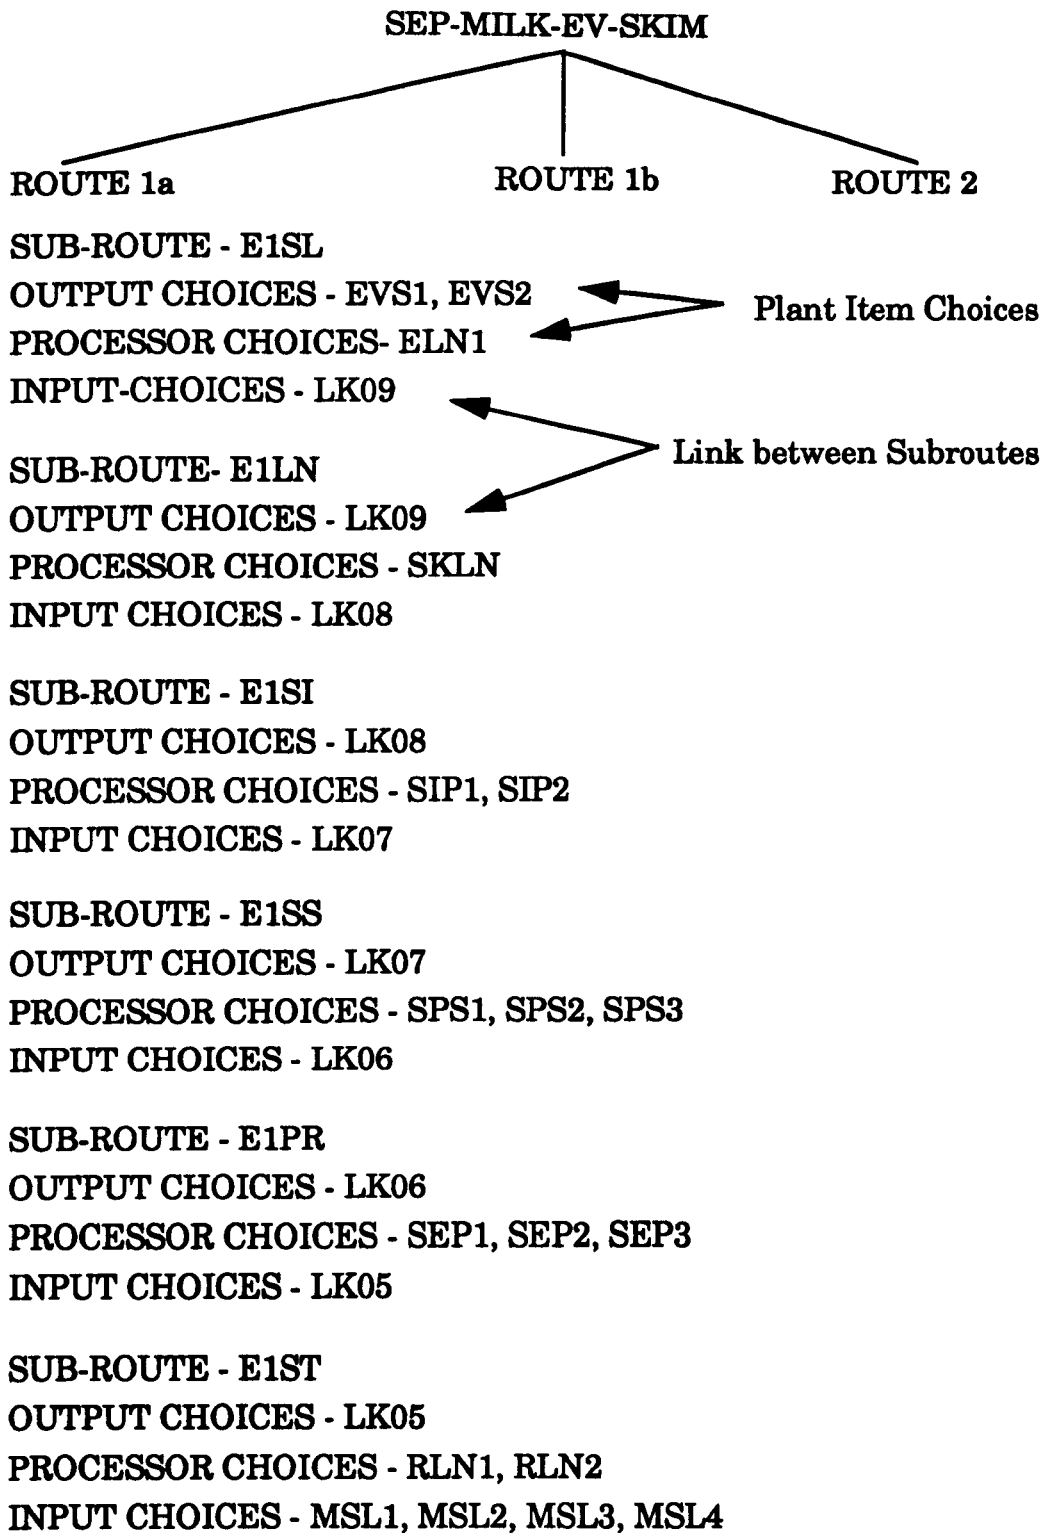 SEP-MILK-EV-SKIM
ROUTE 1a
ROUTE 1b
ROUTE 2
SUB-ROUTE - E1SL
OUTPUT CHOICES - EVS1, EVS2
PROCESSOR CHOICES- ELN1
INPUT-CHOICES - LK09
Plant Item Choices
Link between Subroutes
SUB-ROUTE- E1LN
OUTPUT CHOICES - LK09
PROCESSOR CHOICES - SKLN
INPUT CHOICES - LK08
SUB-ROUTE - E1SI
OUTPUT CHOICES - LK08
PROCESSOR CHOICES - SIP1, SIP2
INPUT CHOICES - LK07
SUB-ROUTE - E1SS
OUTPUT CHOICES - LK07
PROCESSOR CHOICES - SPS1, SPS2, SPS3
INPUT CHOICES - LK06
SUB-ROUTE - E1PR
OUTPUT CHOICES - LK06
PROCESSOR CHOICES - SEP1, SEP2, SEP3
INPUT CHOICES - LK05
SUB-ROUTE - E1ST
OUTPUT CHOICES - LK05
PROCESSOR CHOICES - RLN1, RLN2
INPUT CHOICES - MSL1, MSL2, MSL3, MSL4